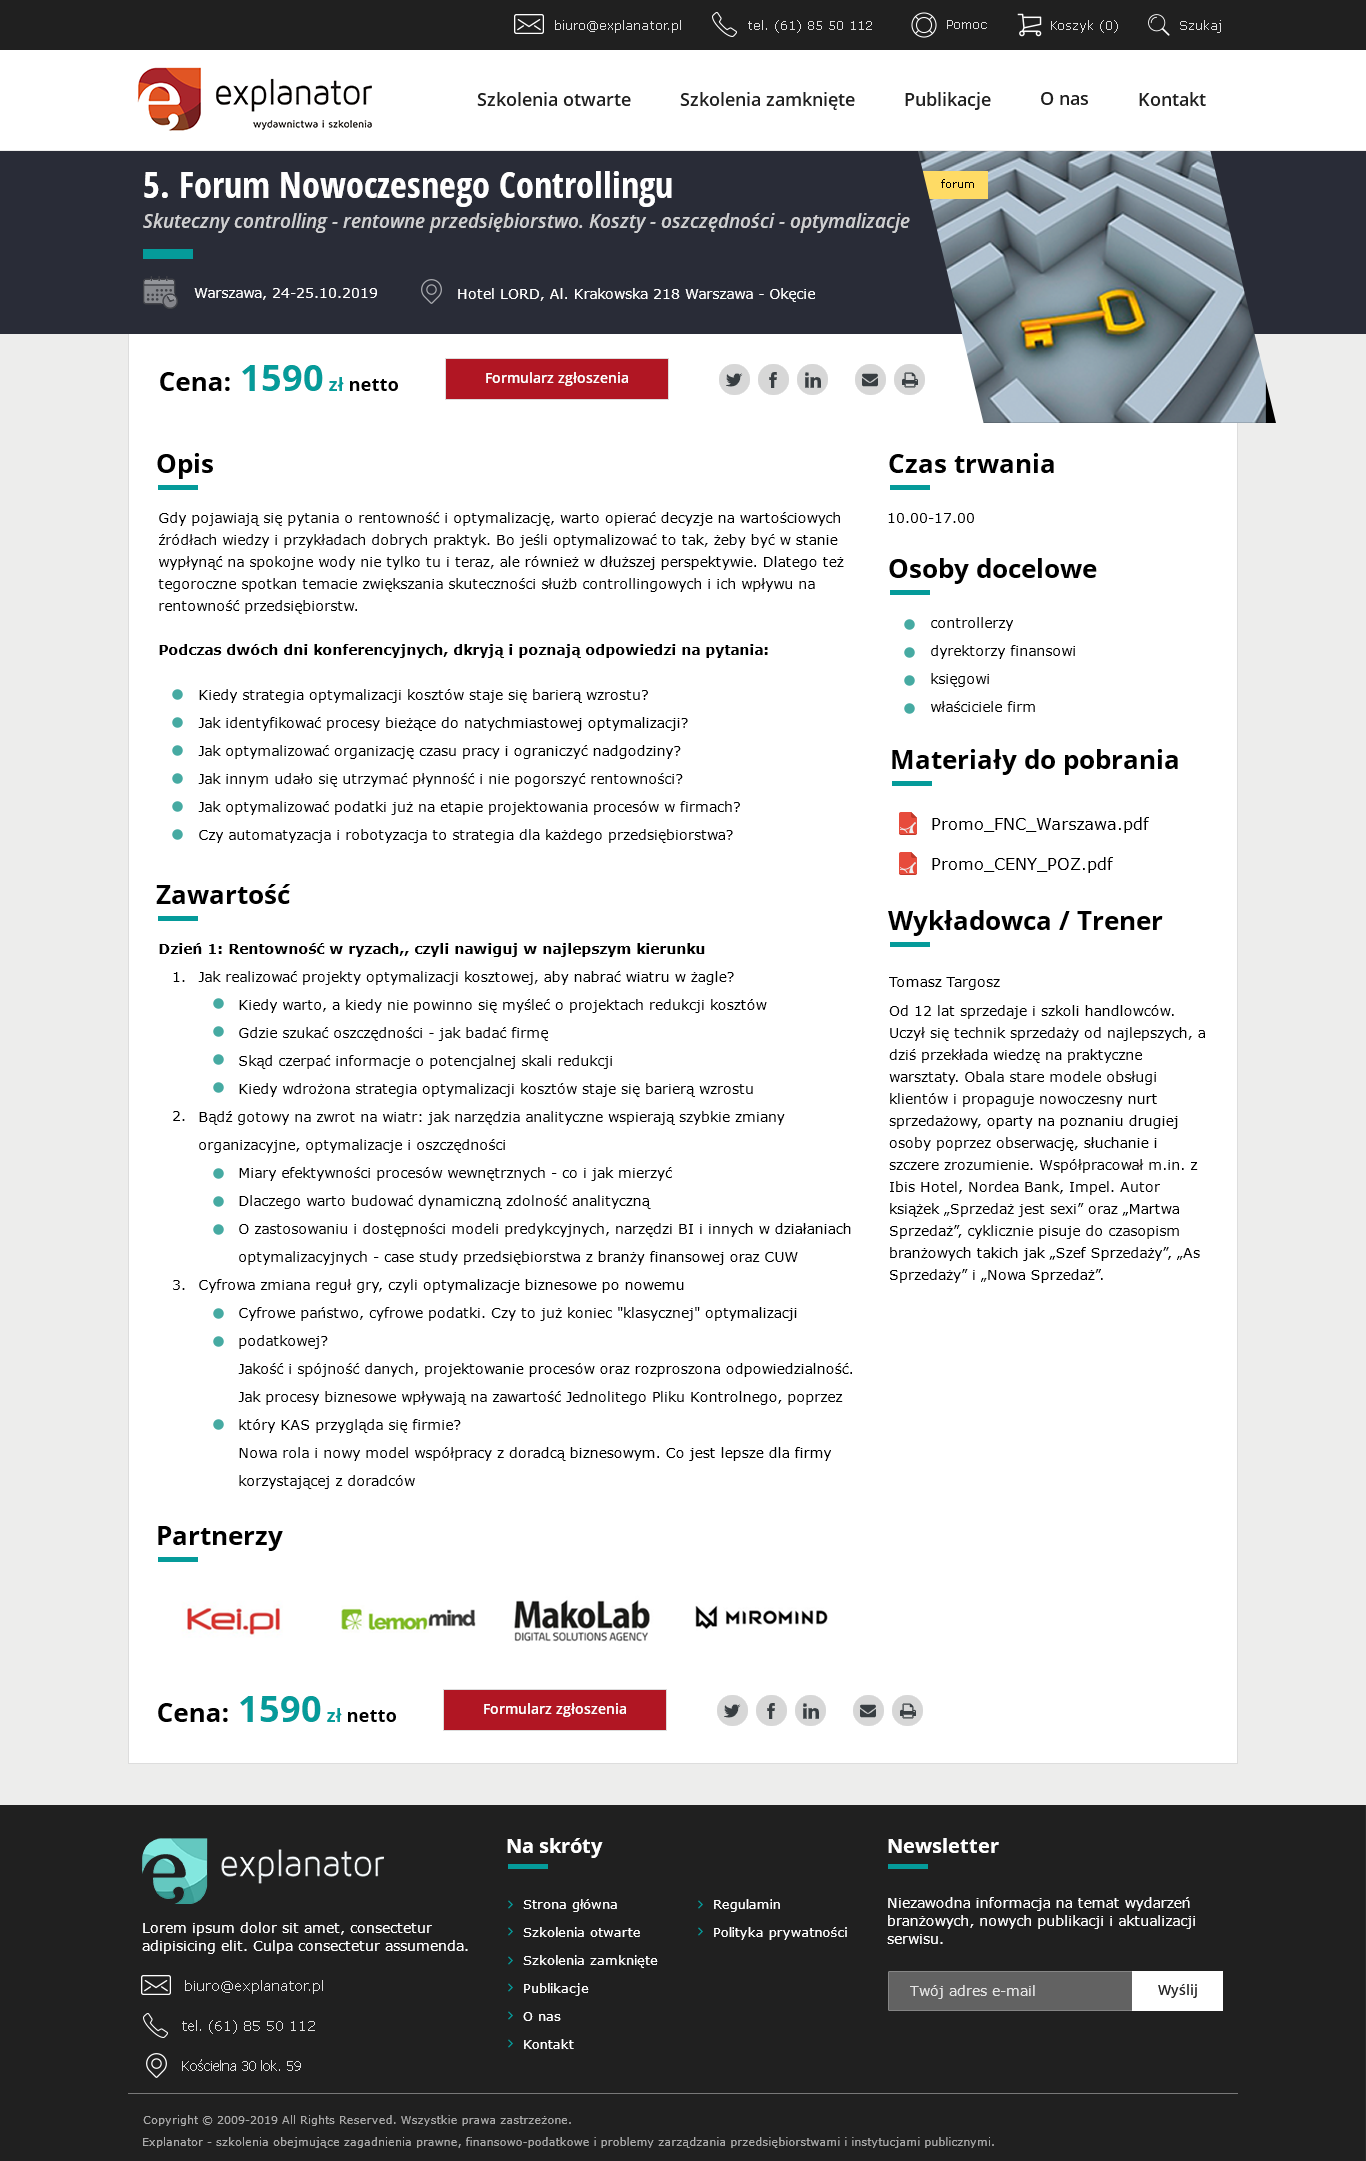 biuro@explanator.pl
tel. (61) 85 50 112
Pomoc
Koszyk (0)
Szukaj
explanator
wydawnictwa i szkolenia
Szkolenia otwarte
Szkolenia zamknięte
Publikacje
O nas
Kontakt
5. Forum Nowoczesnego Controllingu
Skuteczny controlling - rentowne przedsiębiorstwo. Koszty - oszczędności - optymalizacje
forum
Warszawa, 24-25.10.2019
Hotel LORD, Al. Krakowska 218 Warszawa - Okęcie
Cena: 1590 zł netto
Formularz zgłoszenia
Opis
Gdy pojawiają się pytania o rentowność i optymalizację, warto opierać decyzje na wartościowych
źródłach wiedzy i przykładach dobrych praktyk. Bo jeśli optymalizować to tak, żeby być w stanie
wypłynąć na spokojne wody nie tylko tu i teraz, ale również w dłuższej perspektywie. Dlatego też
tegoroczne spotkan temacie zwiększania skuteczności służb controllingowych i ich wpływu na
rentowność przedsiębiorstw.
Podczas dwóch dni konferencyjnych, dkryją i poznają odpowiedzi na pytania:
Kiedy strategia optymalizacji kosztów staje się barierą wzrostu?
Jak identyfikować procesy bieżące do natychmiastowej optymalizacji?
Jak optymalizować organizację czasu pracy i ograniczyć nadgodziny?
Jak innym udało się utrzymać płynność i nie pogorszyć rentowności?
Jak optymalizować podatki już na etapie projektowania procesów w firmach?
Czy automatyzacja i robotyzacja to strategia dla każdego przedsiębiorstwa?
Zawartość
Dzień 1: Rentowność w ryzach,, czyli nawiguj w najlepszym kierunku
1. Jak realizować projekty optymalizacji kosztowej, aby nabrać wiatru w żagle?
Kiedy warto, a kiedy nie powinno się myśleć o projektach redukcji kosztów
Gdzie szukać oszczędności - jak badać firmę
Skąd czerpać informacje o potencjalnej skali redukcji
Kiedy wdrożona strategia optymalizacji kosztów staje się barierą wzrostu
2. Bądź gotowy na zwrot na wiatr: jak narzędzia analityczne wspierają szybkie zmiany
organizacyjne, optymalizacje i oszczędności
Miary efektywności procesów wewnętrznych - co i jak mierzyć
Dlaczego warto budować dynamiczną zdolność analityczną
O zastosowaniu i dostępności modeli predykcyjnych, narzędzi BI i innych w działaniach
optymalizacyjnych - case study przedsiębiorstwa z branży finansowej oraz CUW
3. Cyfrowa zmiana reguł gry, czyli optymalizacje biznesowe po nowemu
Cyfrowe państwo, cyfrowe podatki. Czy to już koniec "klasycznej" optymalizacji
podatkowej?
Jakość i spójność danych, projektowanie procesów oraz rozproszona odpowiedzialność.
Jak procesy biznesowe wpływają na zawartość Jednolitego Pliku Kontrolnego, poprzez
który KAS przygląda się firmie?
Nowa rola i nowy model współpracy z doradcą biznesowym. Co jest lepsze dla firmy
korzystającej z doradców
Czas trwania
10.00-17.00
Osoby docelowe
controllerzy
dyrektorzy finansowi
księgowi
właściciele firm
Materiały do pobrania
Promo_FNC_Warszawa.pdf
Promo_CENY_POZ.pdf
Wykładowca / Trener
Tomasz Targosz
Od 12 lat sprzedaje i szkoli handlowców.
Uczył się technik sprzedaży od najlepszych, a
dziś przekłada wiedzę na praktyczne
warsztaty. Obala stare modele obsługi
klientów i propaguje nowoczesny nurt
sprzedażowy, oparty na poznaniu drugiej
osoby poprzez obserwację, słuchanie i
szczere zrozumienie. Współpracował m.in. z
Ibis Hotel, Nordea Bank, Impel. Autor
książek „Sprzedaż jest sexi” oraz „Martwa
Sprzedaż”, cyklicznie pisuje do czasopism
branżowych takich jak „Szef Sprzedaży”, „As
Sprzedaży” i „Nowa Sprzedaż”.
Partnerzy
Kei.pl
lemonmind
MakoLab
DIGITAL SOLUTIONS AGENCY
MIROMIND
Cena: 1590 zł netto
Formularz zgłoszenia
explanator
Lorem ipsum dolor sit amet, consectetur
adipisicing elit. Culpa consectetur assumenda.
biuro@explanator.pl
tel. (61) 85 50 112
Kościelna 30 lok. 59
Na skróty
Strona główna
Szkolenia otwarte
Szkolenia zamknięte
Publikacje
O nas
Kontakt
Regulamin
Polityka prywatności
Newsletter
Niezawodna informacja na temat wydarzeń
branżowych, nowych publikacji i aktualizacji
serwisu.
Twój adres e-mail
Wyślij
Copyright © 2009-2019 All Rights Reserved. Wszystkie prawa zastrzeżone.
Explanator - szkolenia obejmujące zagadnienia prawne, finansowo-podatkowe i problemy zarządzania przedsiębiorstwami i instytucjami publicznymi.